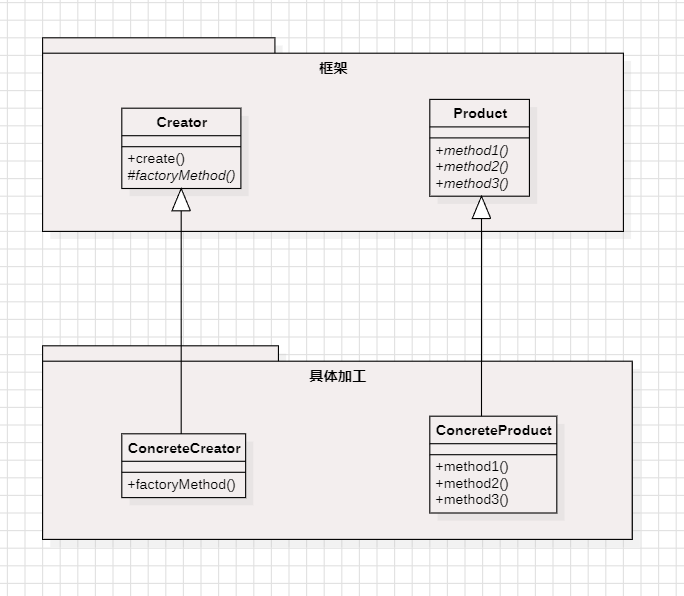 框架
Creator
+create()
#factoryMethod()
Product
+method1()
+method2()
+method3()
具体加工
ConcreteCreator
+factoryMethod()
ConcreteProduct
+method1()
+method2()
+method3()